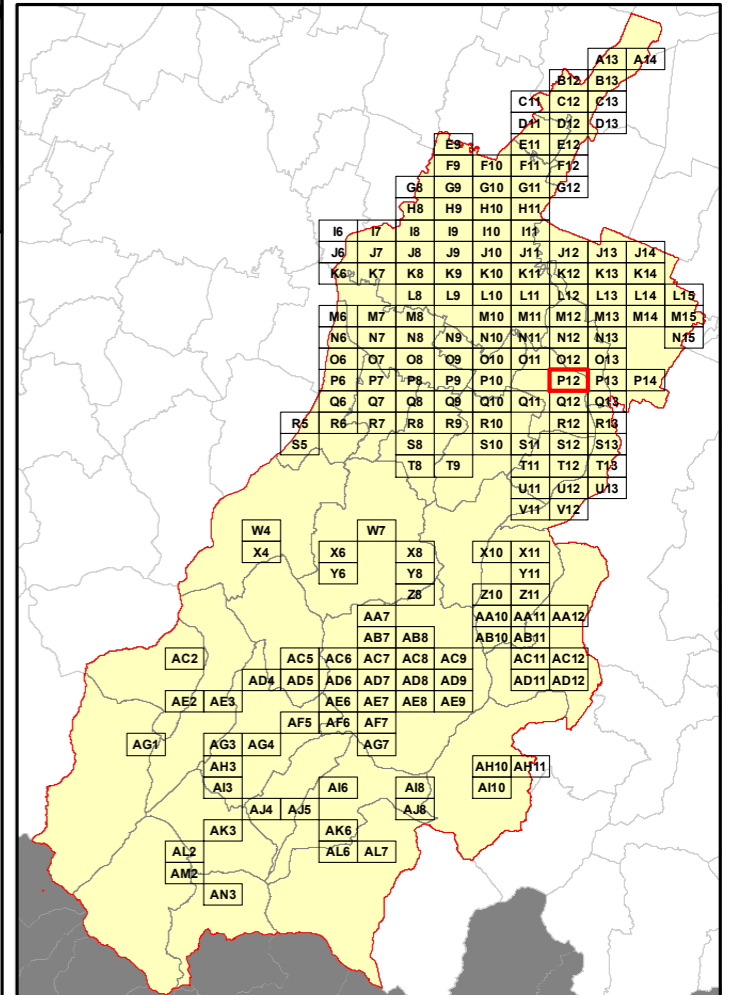 A13 A14
B12 B13
C11 C12 C13
D11 D12 D13
E9 E11 E12
F9 F10 F11 F12
G8 G9 G10 G11 G12
H8 H9 H10 H11
I6 I7 I8 I9 I10 I11
J6 J7 J8 J9 J10 J11 J12 J13 J14
K6 K7 K8 K9 K10 K11 K12 K13 K14
L8 L9 L10 L11 L12 L13 L14 L15
M6 M7 M8 M10 M11 M12 M13 M14 M15
N6 N7 N8 N9 N10 N11 N12 N13 N15
O6 O7 O8 O9 O10 O11 O12 O13
P6 P7 P8 P9 P10 P12 P13 P14
Q6 Q7 Q8 Q9 Q10 Q11 Q12 Q13
R5 R6 R7 R8 R9 R10 R12 R13
S5 S8 S10 S11 S12 S13
T8 T9 T11 T12 T13
U11 U12 U13
V11 V12
W4 W7
X4 X6 X8 X10 X11
Y6 Y8 Y11
Z8 Z10 Z11
AA7 AA10 AA11 AA12
AB7 AB8 AB10 AB11
AC2 AC5 AC6 AC7 AC8 AC9 AC11 AC12
AD4 AD5 AD6 AD7 AD8 AD9 AD11 AD12
AE2 AE3 AE6 AE7 AE8 AE9
AF5 AF6 AF7
AG1 AG3 AG4 AG7
AH3 AH10 AH11
AI3 AI6 AI8 AI10
AJ4 AJ5 AJ8
AK3 AK6
AL2 AL6 AL7
AM2
AN3